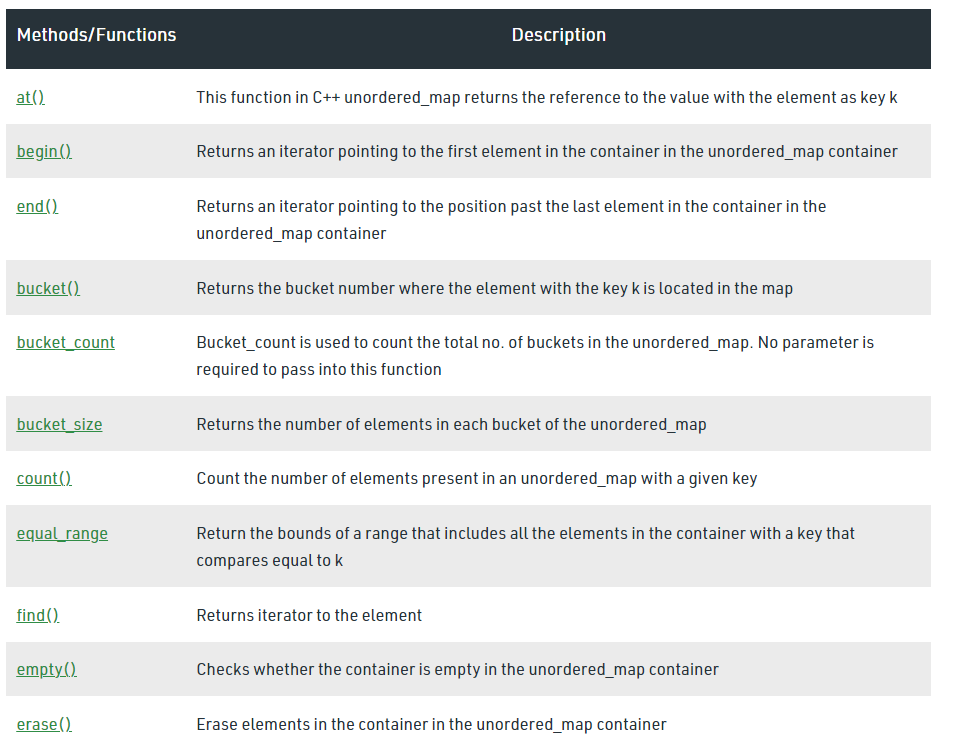 Methods/Functions Description
at() This function in C++ unordered_map returns the reference to the value with the element as key k
begin() Returns an iterator pointing to the first element in the container in the unordered_map container
end() Returns an iterator pointing to the position past the last element in the container in the
unordered_map container
bucket() Returns the bucket number where the element with the key k is located in the map
bucket_count Bucket_count is used to count the total no. of buckets in the unordered_map. No parameter is
required to pass into this function
bucket_size Returns the number of elements in each bucket of the unordered_map
count() Count the number of elements present in an unordered_map with a given key
equal_range Return the bounds of a range that includes all the elements in the container with a key that
compares equal to k
find() Returns iterator to the element
empty() Checks whether the container is empty in the unordered_map container
erase() Erase elements in the container in the unordered_map container